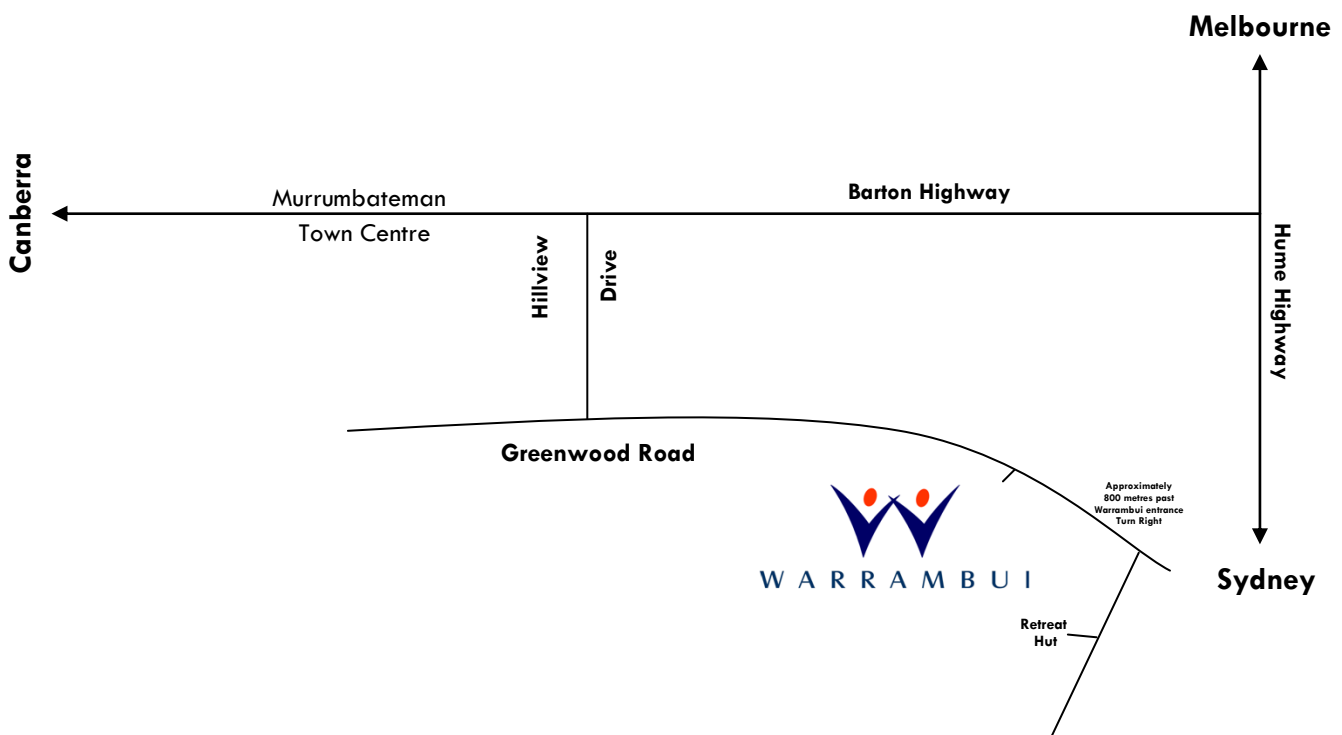 Melbourne
Canberra
Murrumbateman
Town Centre
Barton Highway
Hillview
Drive
Hume Highway
Greenwood Road
Approximately
800 metres past
Warrambui entrance
Turn Right
WARRAMBUI
Sydney
Retreat
Hut